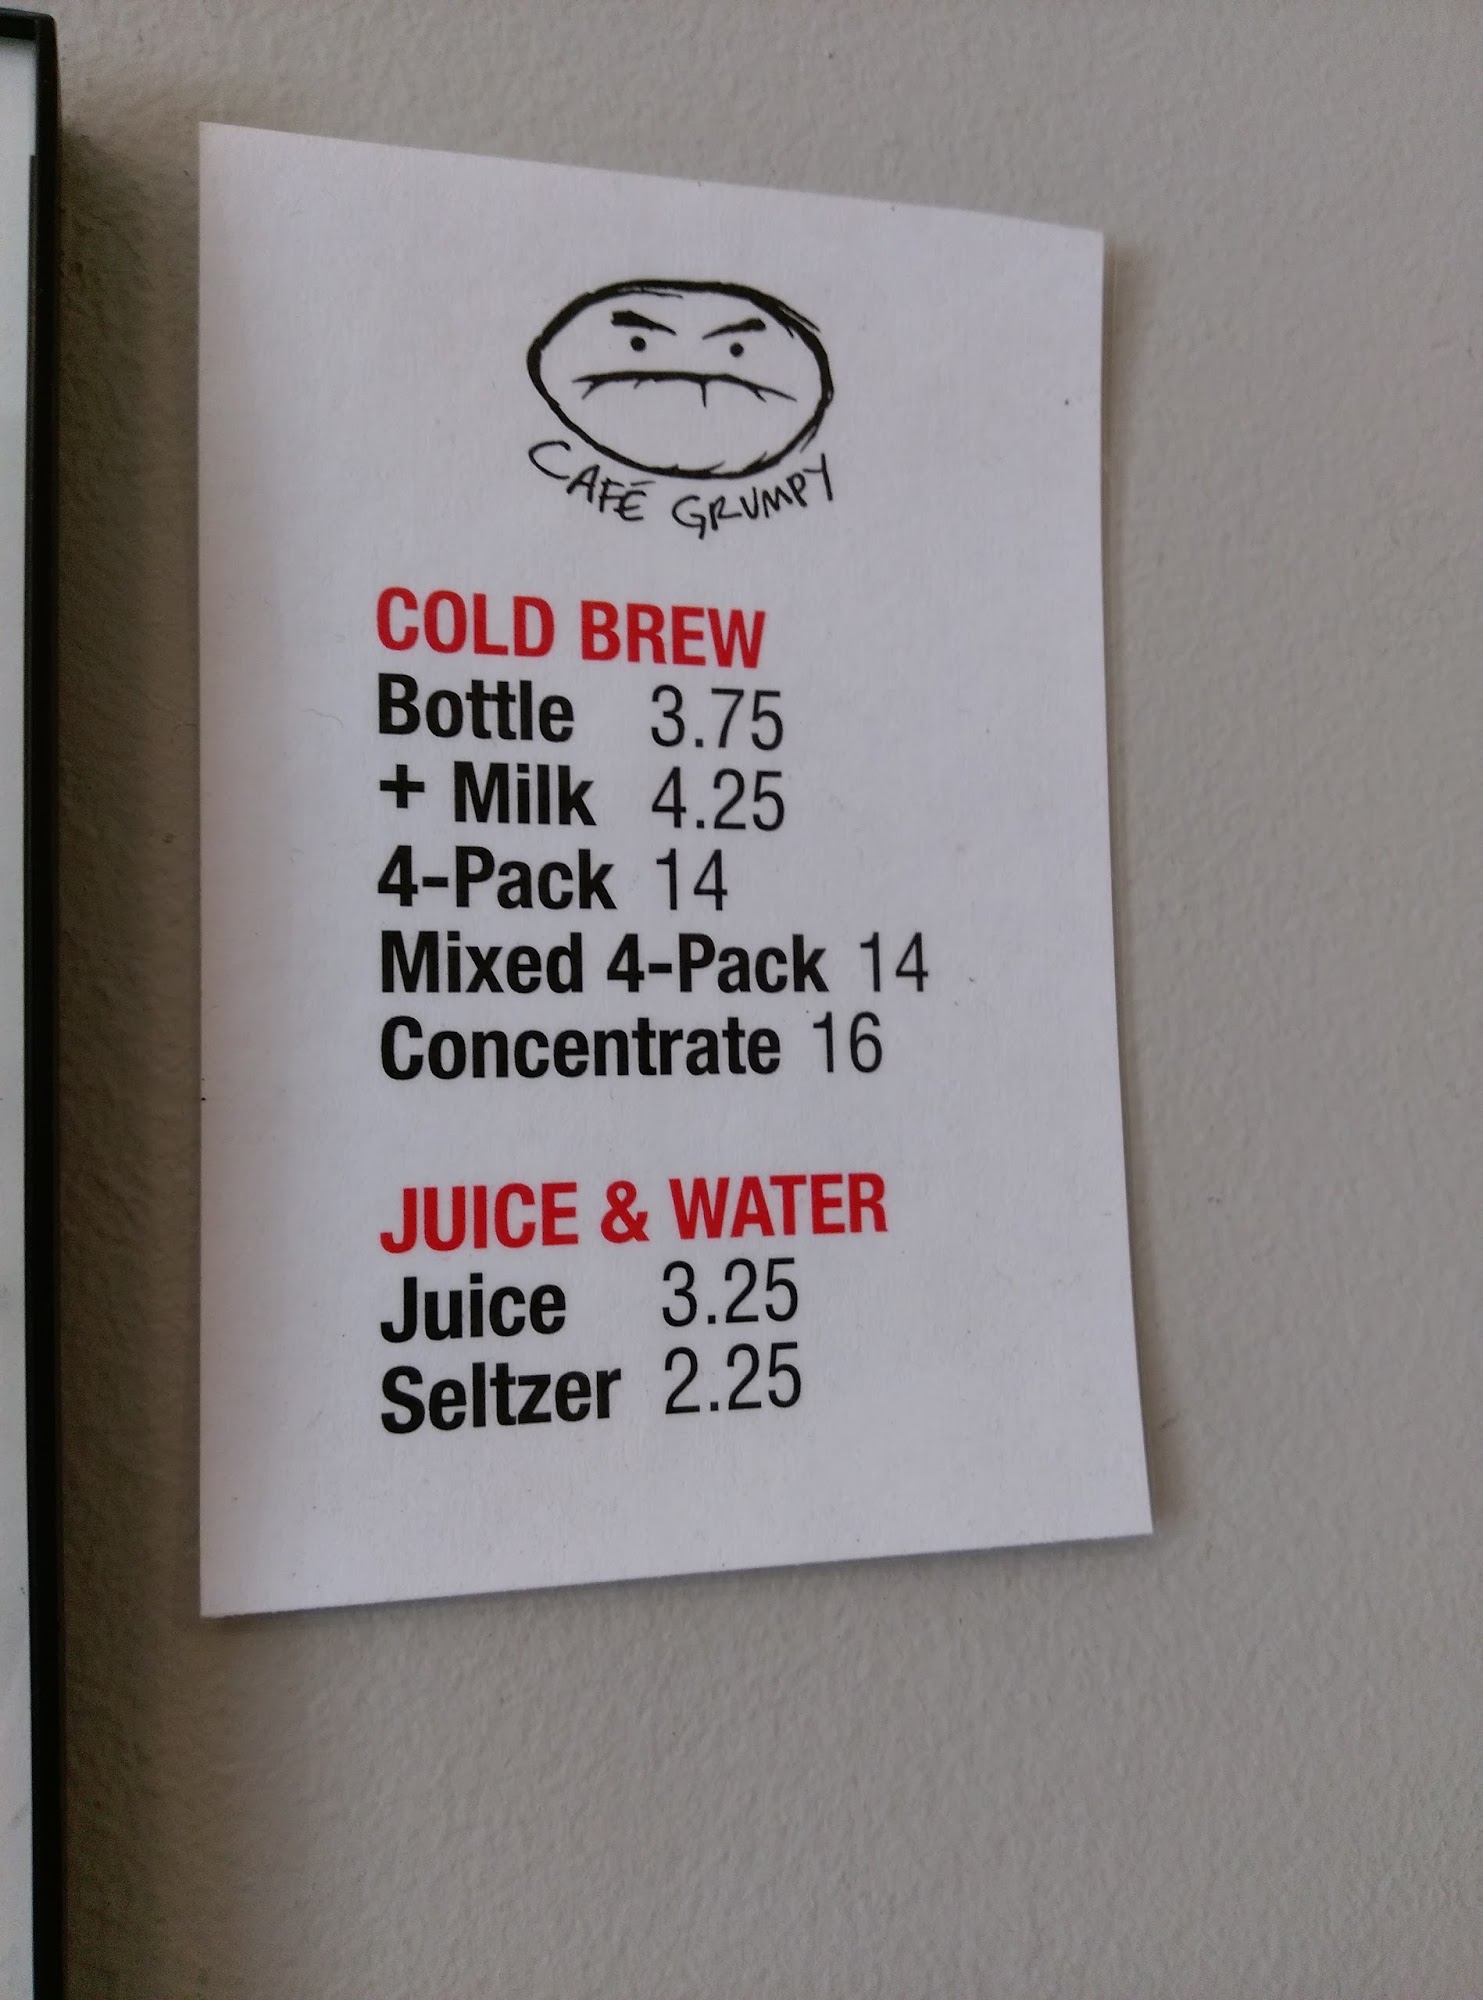 CAFÉ GRUMPY
COLD BREW
Bottle 3.75
+ Milk 4.25
4-Pack 14
Mixed 4-Pack 14
Concentrate 16
JUICE & WATER
Juice 3.25
Seltzer 2.25